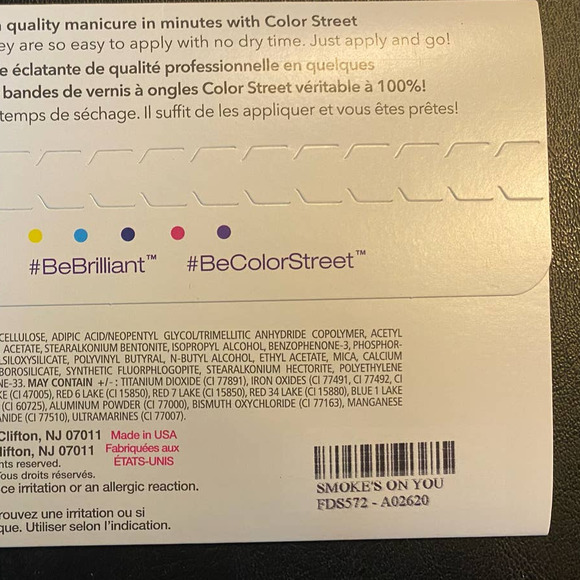 quality manicure in minutes with Color Street
ey are so easy to apply with no dry time. Just apply and go!
e éclatante de qualité professionnelle en quelques
bandes de vernis à ongles Color Street véritable à 100%!
temps de séchage. Il suffit de les appliquer et vous êtes prêtes!
#BeBrilliant™ #BeColorStreet™
CELLULOSE, ADIPIC ACID/NEOPENTYL GLYCOL/TRIMELLITIC ANHYDRIDE COPOLYMER, ACETYL
ACETATE, STEARALKONIUM BENTONITE, ISOPROPYL ALCOHOL, BENZOPHENONE-3, PHOSPHOR-
LSILOXYSILICATE, POLYVINYL BUTYRAL, N-BUTYL ALCOHOL, ETHYL ACETATE, MICA, CALCIUM
BOROSILICATE, SYNTHETIC FLUORPHLOGOPITE, STEARALKONIUM HECTORITE, POLYETHYLENE
NE-33. MAY CONTAIN +/- : TITANIUM DIOXIDE (CI 77891), IRON OXIDES (CI 77491, CI 77492, CI
KE (CI 47005), RED 6 LAKE (CI 15850), RED 7 LAKE (CI 15850), RED 34 LAKE (CI 15880), BLUE 1 LAKE
(CI 60725), ALUMINUM POWDER (CI 77000), BISMUTH OXYCHLORIDE (CI 77163), MANGANESE
ANIDE (CI 77510), ULTRAMARINES (CI 77007).
Clifton, NJ 07011 Made in USA
lifton, NJ 07011 Fabriquées aux
ÉTATS-UNIS
hts reserved.
Tous droits réservés.
ce irritation or an allergic reaction.
rouvez une irritation ou si
que. Utiliser selon l'indication.
SMOKE'S ON YOU
FDS572 - A02620